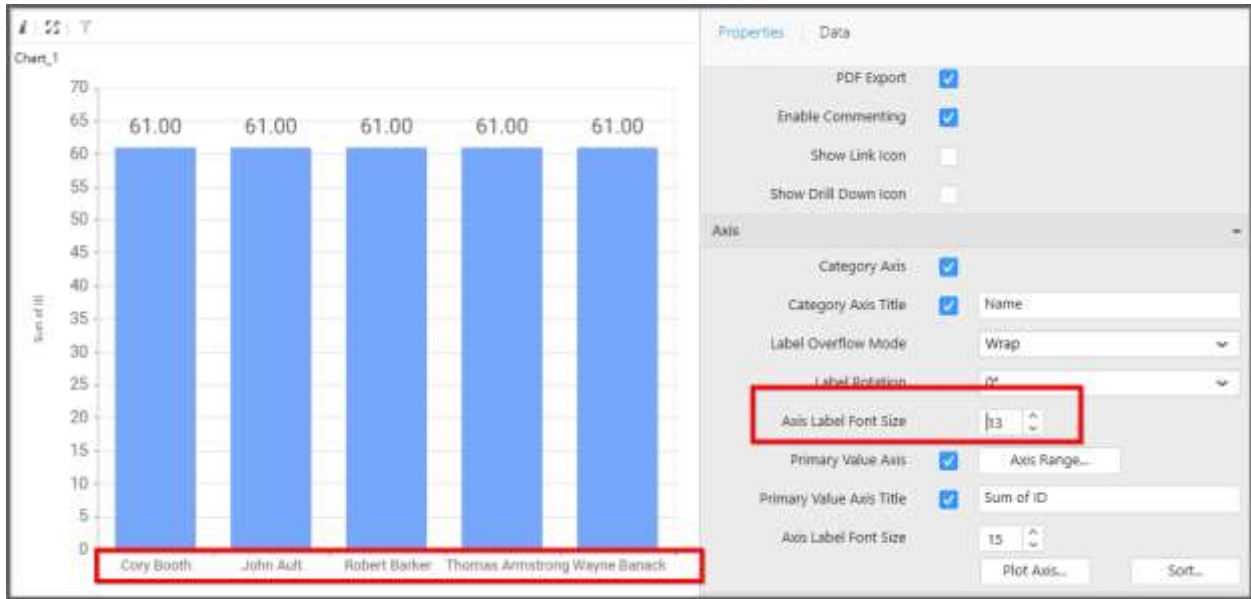 Chart_1
70
65
60
55
50
45
40
35
30
25
20
15
10
5
0
Sum of ID
61.00 61.00 61.00 61.00 61.00
Cory Booth John Ault Robert Barker Thomas Armstrong Wayne Banack
Properties Data
PDF Export
Enable Commenting
Show Link Icon
Show Drill Down Icon
Axis
Category Axis
Category Axis Title Name
Label Overflow Mode Wrap
Label Rotation 0°
Axis Label Font Size 13
Primary Value Axis Axis Range...
Primary Value Axis Title Sum of ID
Axis Label Font Size 15
Plot Axis... Sort...